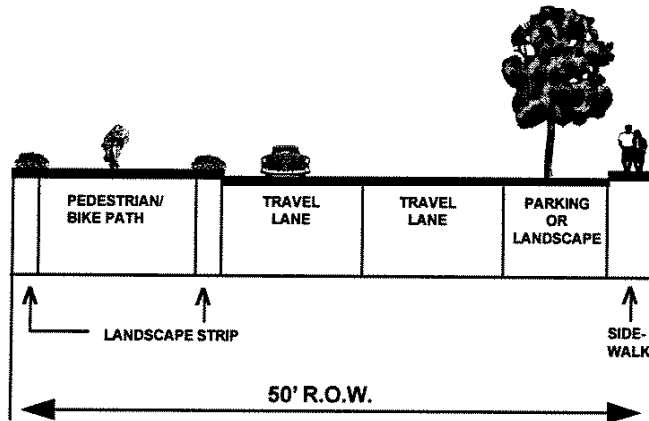 PEDESTRIAN/
BIKE PATH
TRAVEL
LANE
TRAVEL
LANE
PARKING
OR
LANDSCAPE
LANDSCAPE STRIP
SIDE-
WALK
50' R.O.W.